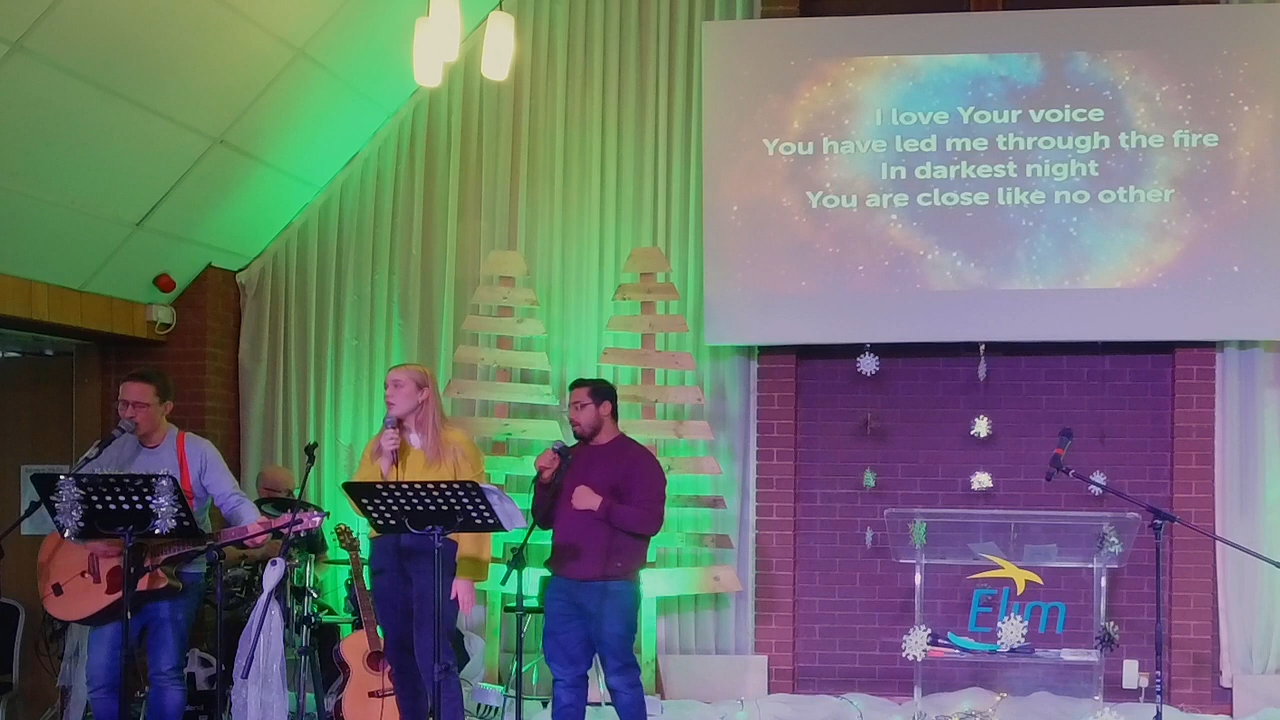 I love Your voice
You have led me through the fire
In darkest night
You are close like no other
Elim